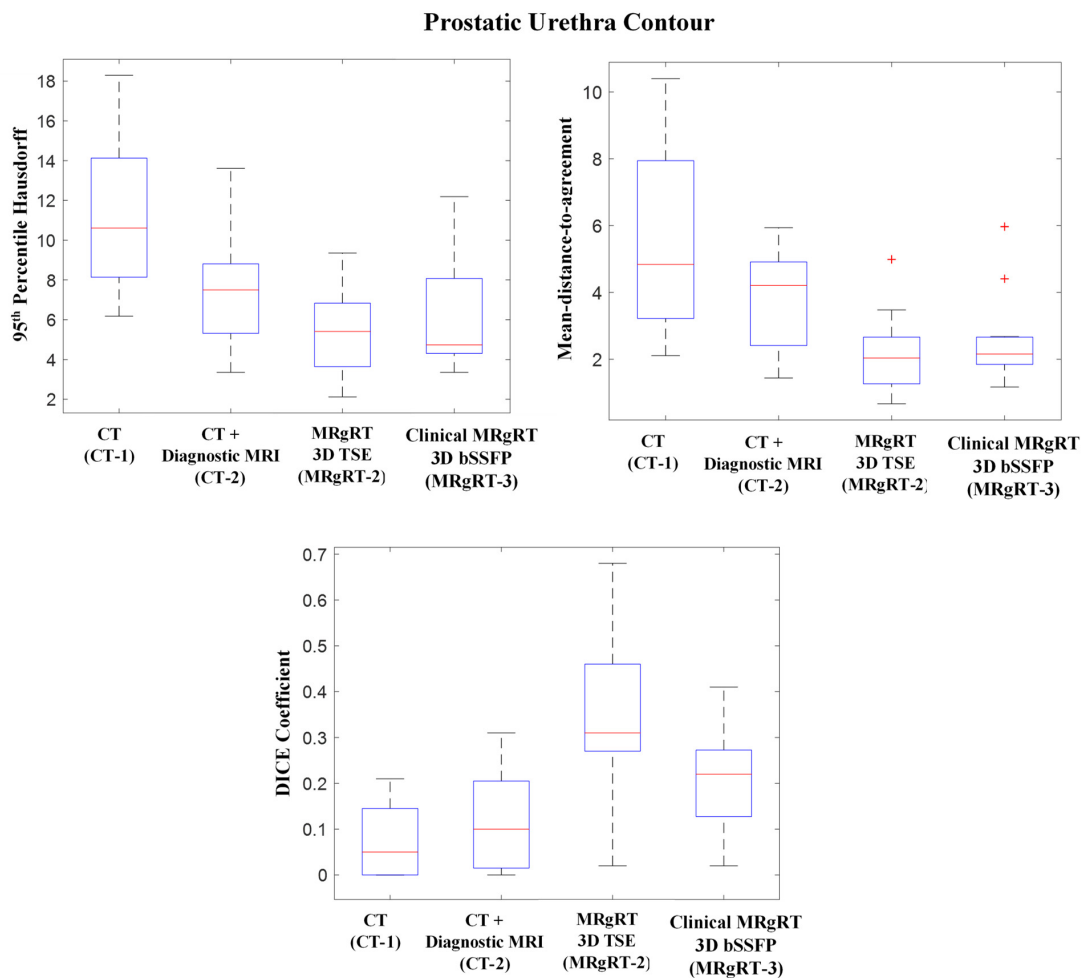 Prostatic Urethra Contour
95th Percentile Hausdorff
18
16
14
12
10
8
6
4
2
CT
(CT-1)
CT +
Diagnostic MRI
(CT-2)
MRgRT
3D TSE
(MRgRT-2)
Clinical MRgRT
3D bSSFP
(MRgRT-3)
Mean-distance-to-agreement
10
8
6
4
2
CT
(CT-1)
CT +
Diagnostic MRI
(CT-2)
MRgRT
3D TSE
(MRgRT-2)
Clinical MRgRT
3D bSSFP
(MRgRT-3)
DICE Coefficient
0.7
0.6
0.5
0.4
0.3
0.2
0.1
0
CT
(CT-1)
CT +
Diagnostic MRI
(CT-2)
MRgRT
3D TSE
(MRgRT-2)
Clinical MRgRT
3D bSSFP
(MRgRT-3)